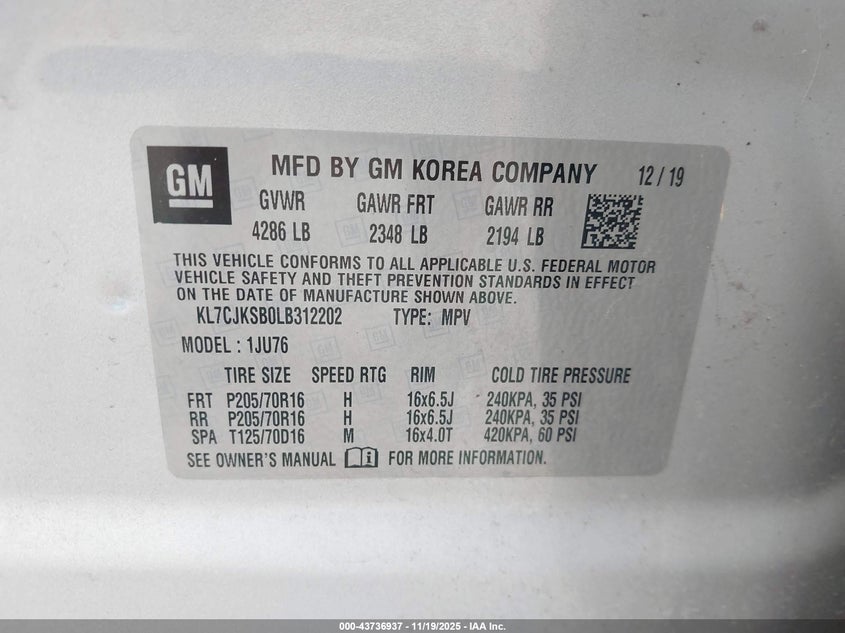 GM MFD BY GM KOREA COMPANY 12/19
GVWR GAWR FRT GAWR RR
4286 LB 2348 LB 2194 LB
THIS VEHICLE CONFORMS TO ALL APPLICABLE U.S. FEDERAL MOTOR
VEHICLE SAFETY AND THEFT PREVENTION STANDARDS IN EFFECT
ON THE DATE OF MANUFACTURE SHOWN ABOVE.
KL7CJKSB0LB312202 TYPE: MPV
MODEL : 1JU76
TIRE SIZE SPEED RTG RIM COLD TIRE PRESSURE
FRT P205/70R16 H 16x6.5J 240KPA, 35 PSI
RR P205/70R16 H 16x6.5J 240KPA, 35 PSI
SPA T125/70D16 M 16x4.0T 420KPA, 60 PSI
SEE OWNER'S MANUAL i FOR MORE INFORMATION.
000-43736937 - 11/19/2025 - IAA Inc.